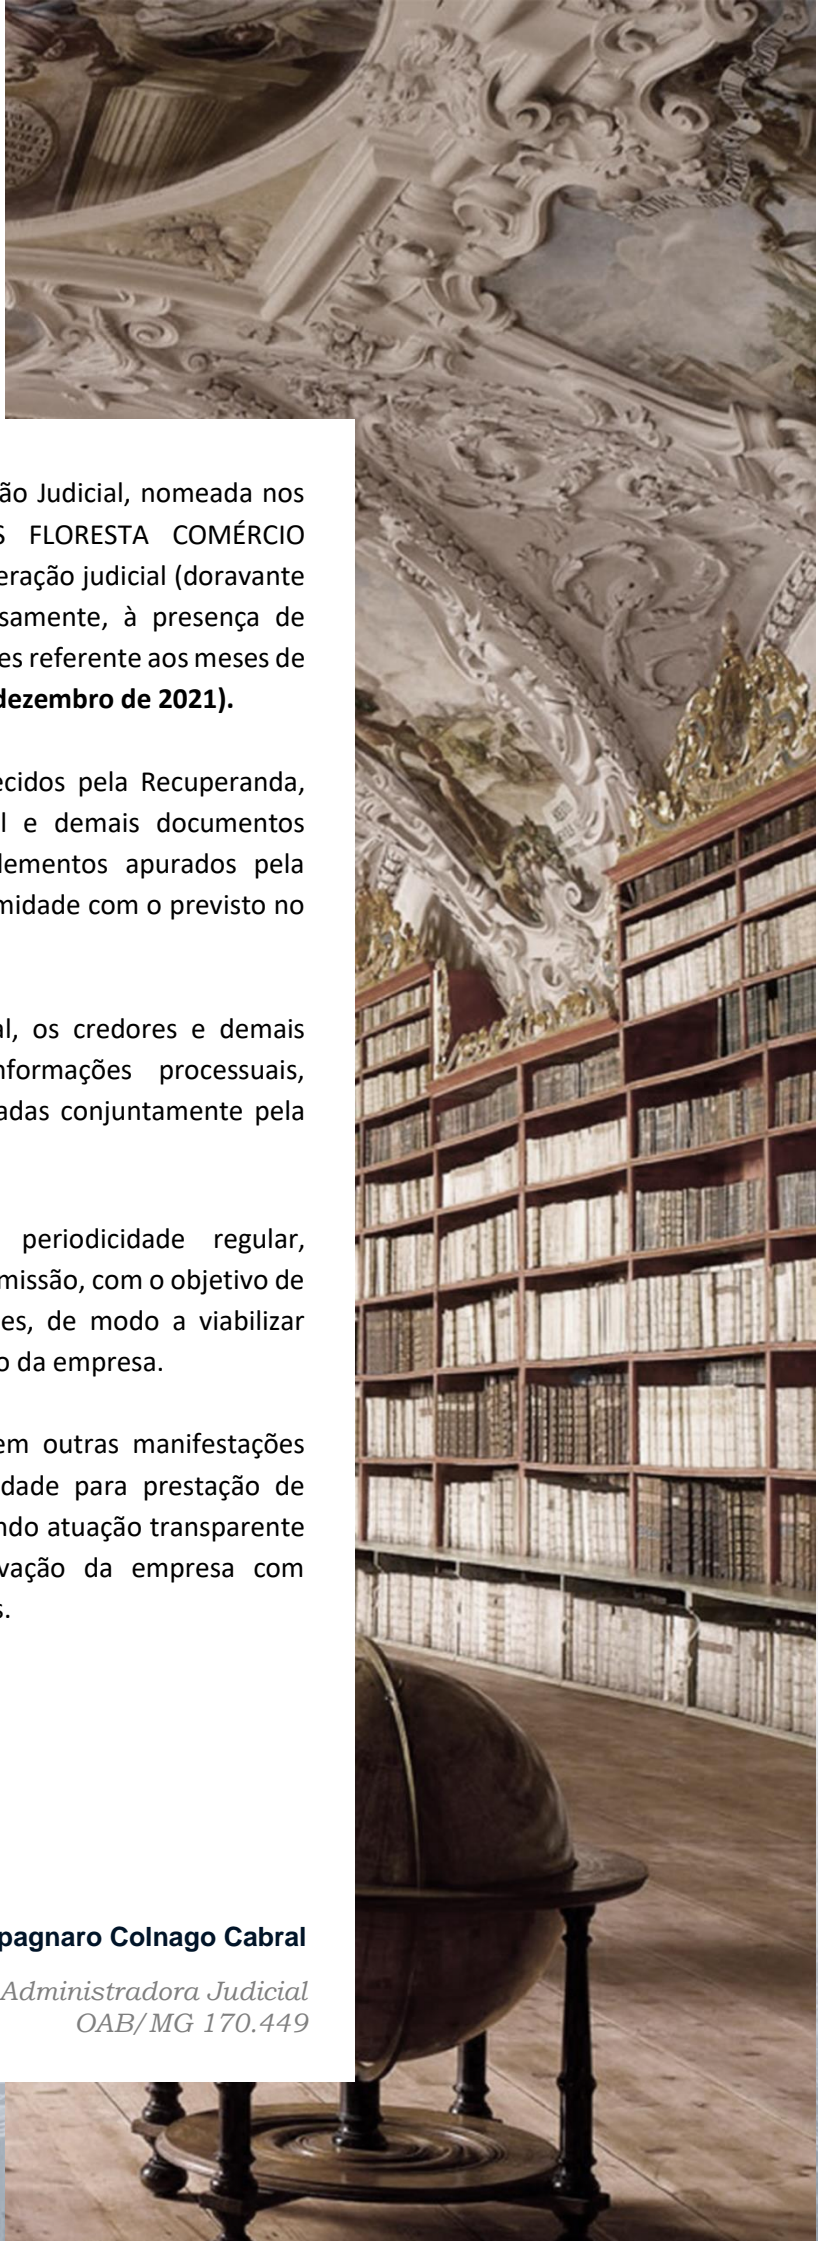 ão Judicial, nomeada nos
S FLORESTA COMÉRCIO
eração judicial (doravante
samente, à presença de
es referente aos meses de
dezembro de 2021).
ecidos pela Recuperanda,
l e demais documentos
lementos apurados pela
midade com o previsto no
al, os credores e demais
nformações processuais,
adas conjuntamente pela
periodicidade regular,
missão, com o objetivo de
es, de modo a viabilizar
o da empresa.
em outras manifestações
dade para prestação de
ndo atuação transparente
vação da empresa com
s.
pagnaro Colnago Cabral
Administradora Judicial
OAB/MG 170.449